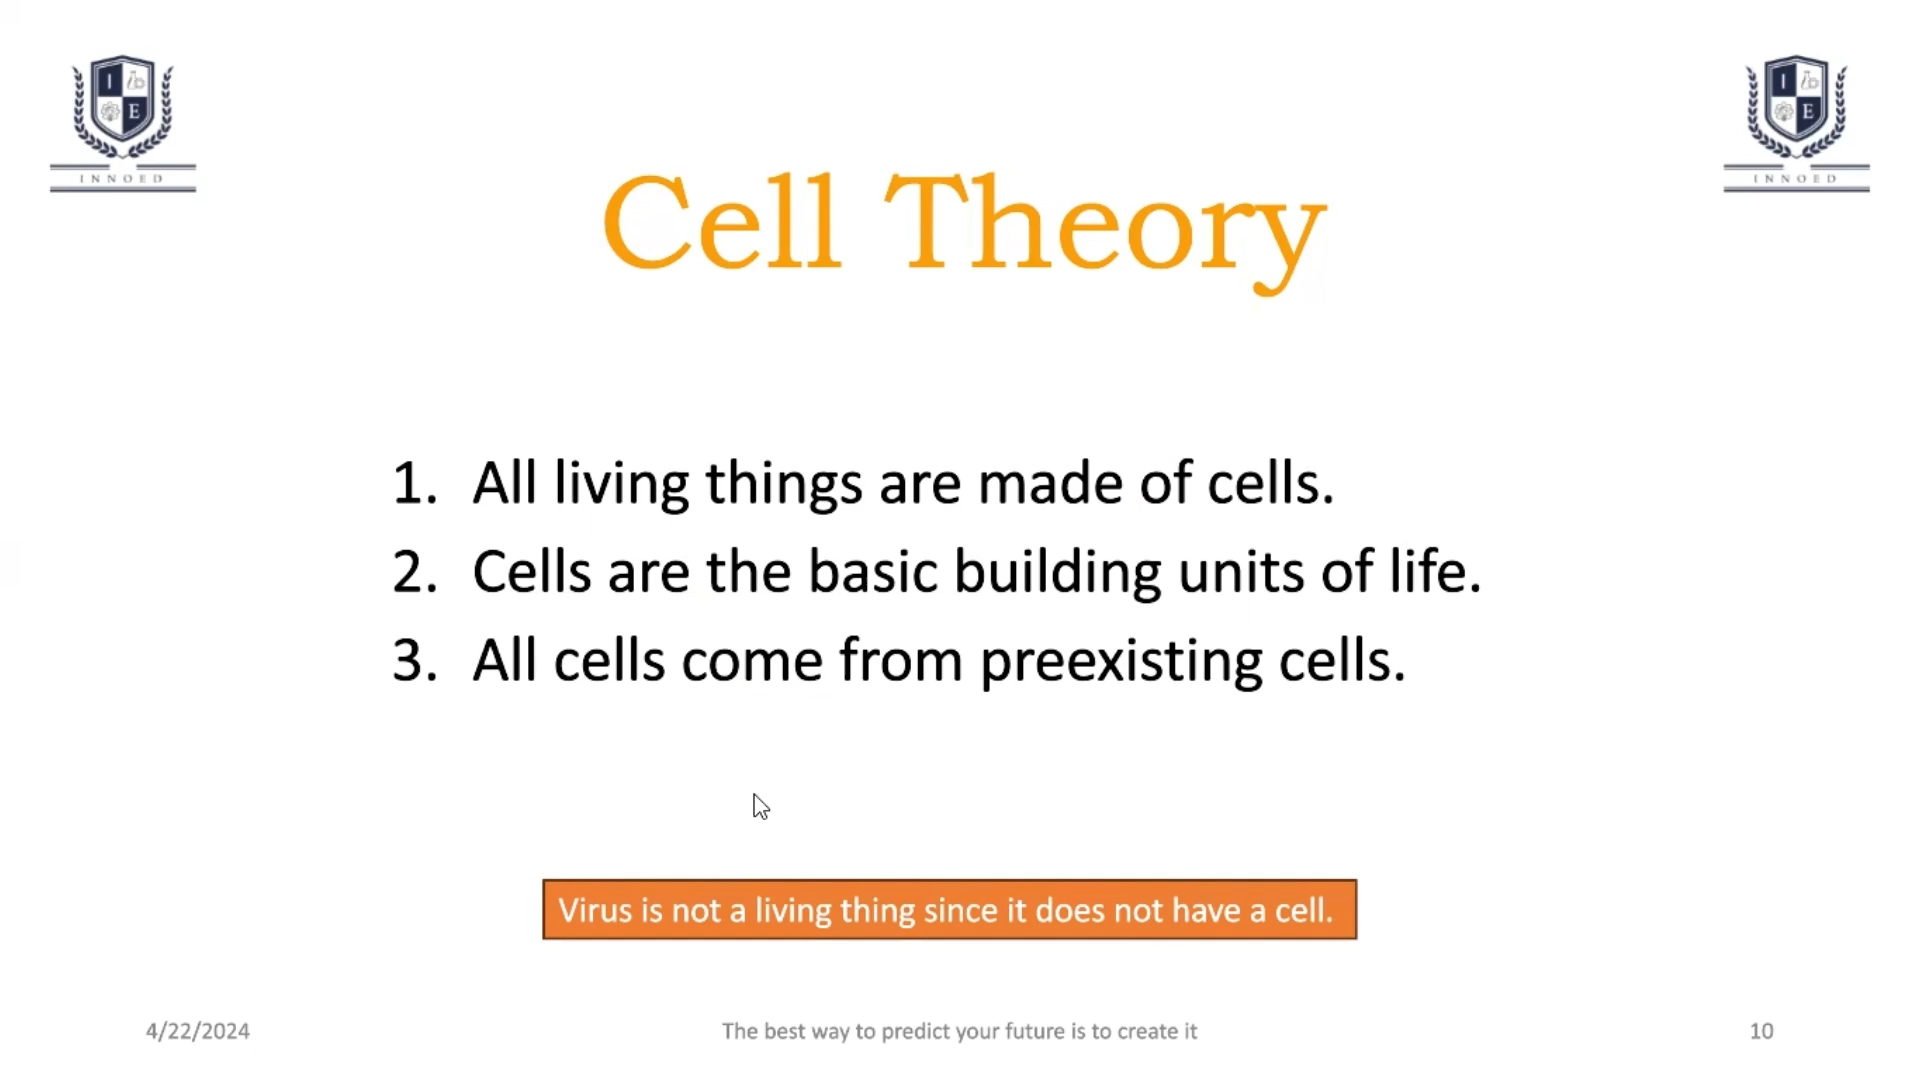 I
E
INNOED
I
E
INNOED
Cell Theory
1. All living things are made of cells.
2. Cells are the basic building units of life.
3. All cells come from preexisting cells.
Virus is not a living thing since it does not have a cell.
4/22/2024
The best way to predict your future is to create it
10